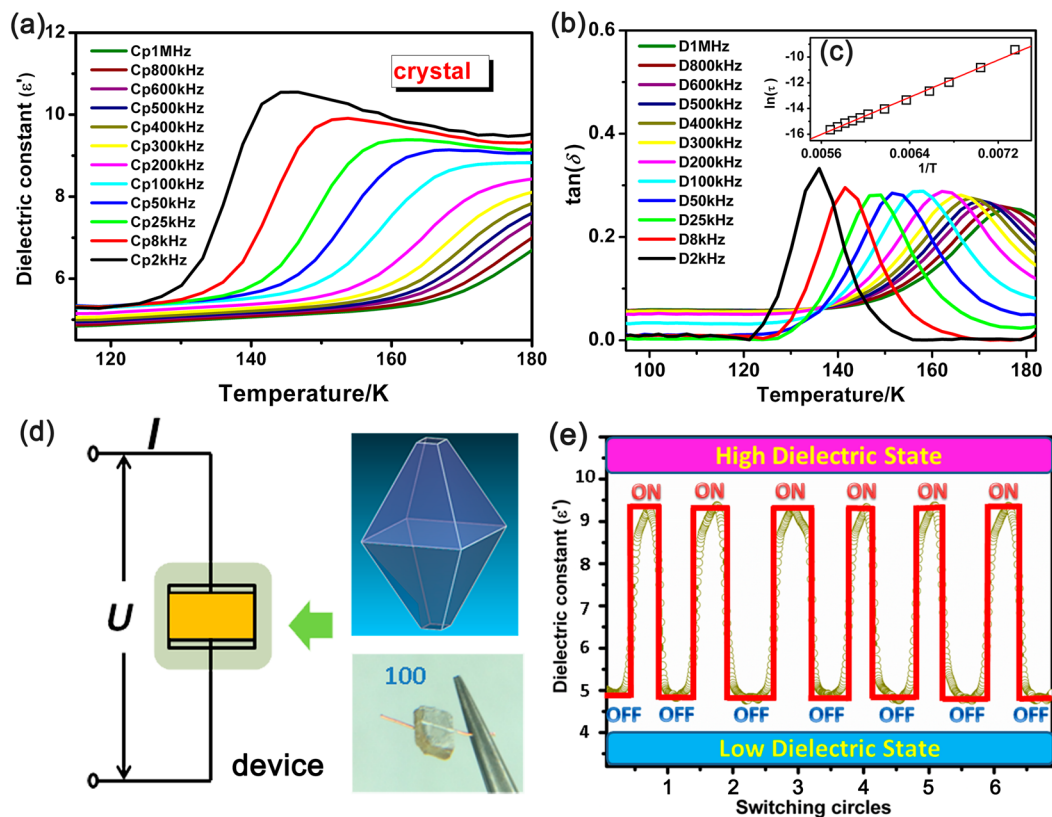 (a)
12
10
8
6
Dielectric constant (ε')
Cp1MHz
Cp800kHz
Cp600kHz
Cp500kHz
Cp400kHz
Cp300kHz
Cp200kHz
Cp100kHz
Cp50kHz
Cp25kHz
Cp8kHz
Cp2kHz
crystal
120 140 160 180
Temperature/K
(b)
0.6
0.4
0.2
0.0
tan(δ)
D1MHz
D800kHz
D600kHz
D500kHz
D400kHz
D300kHz
D200kHz
D100kHz
D50kHz
D25kHz
D8kHz
D2kHz
(c)
-10
-12
-14
-16
ln(τ)
0.0056 0.0064 0.0072
1/T
100 120 140 160 180
Temperature/K
(d)
I
U
100
device
(e)
High Dielectric State
ON ON ON ON ON ON
10
9
8
7
6
5
4
Dielectric constant (ε')
OFF OFF OFF OFF OFF OFF OFF
Low Dielectric State
1 2 3 4 5 6
Switching circles